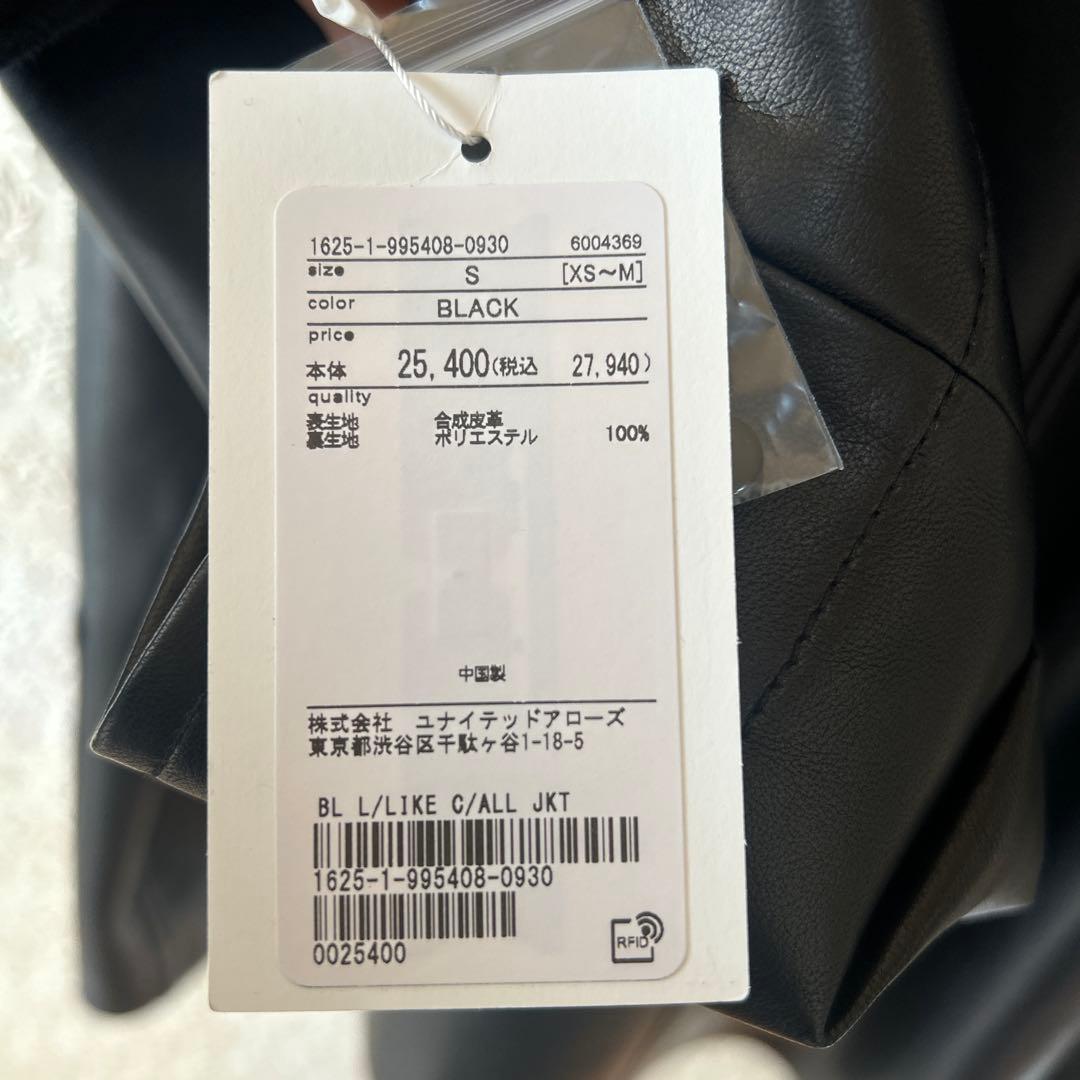 1625-1-995408-0930 6004369
size S [XS～M]
color BLACK
price
本体 25,400(税込 27,940)
quality
表生地 合成皮革
裏生地 ポリエステル 100%
中国製
株式会社 ユナイテッドアローズ
東京都渋谷区千駄ヶ谷1-18-5
BL L/LIKE C/ALL JKT
1625-1-995408-0930
0025400
RFID